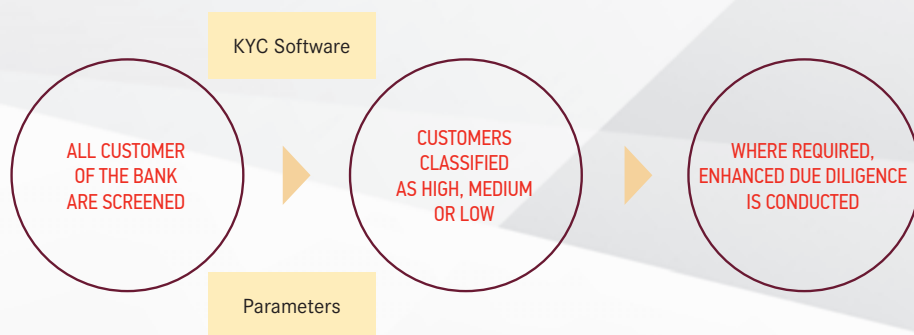 KYC Software
ALL CUSTOMER
OF THE BANK
ARE SCREENED
CUSTOMERS
CLASSIFIED
AS HIGH, MEDIUM
OR LOW
WHERE REQUIRED,
ENHANCED DUE DILIGENCE
IS CONDUCTED
Parameters